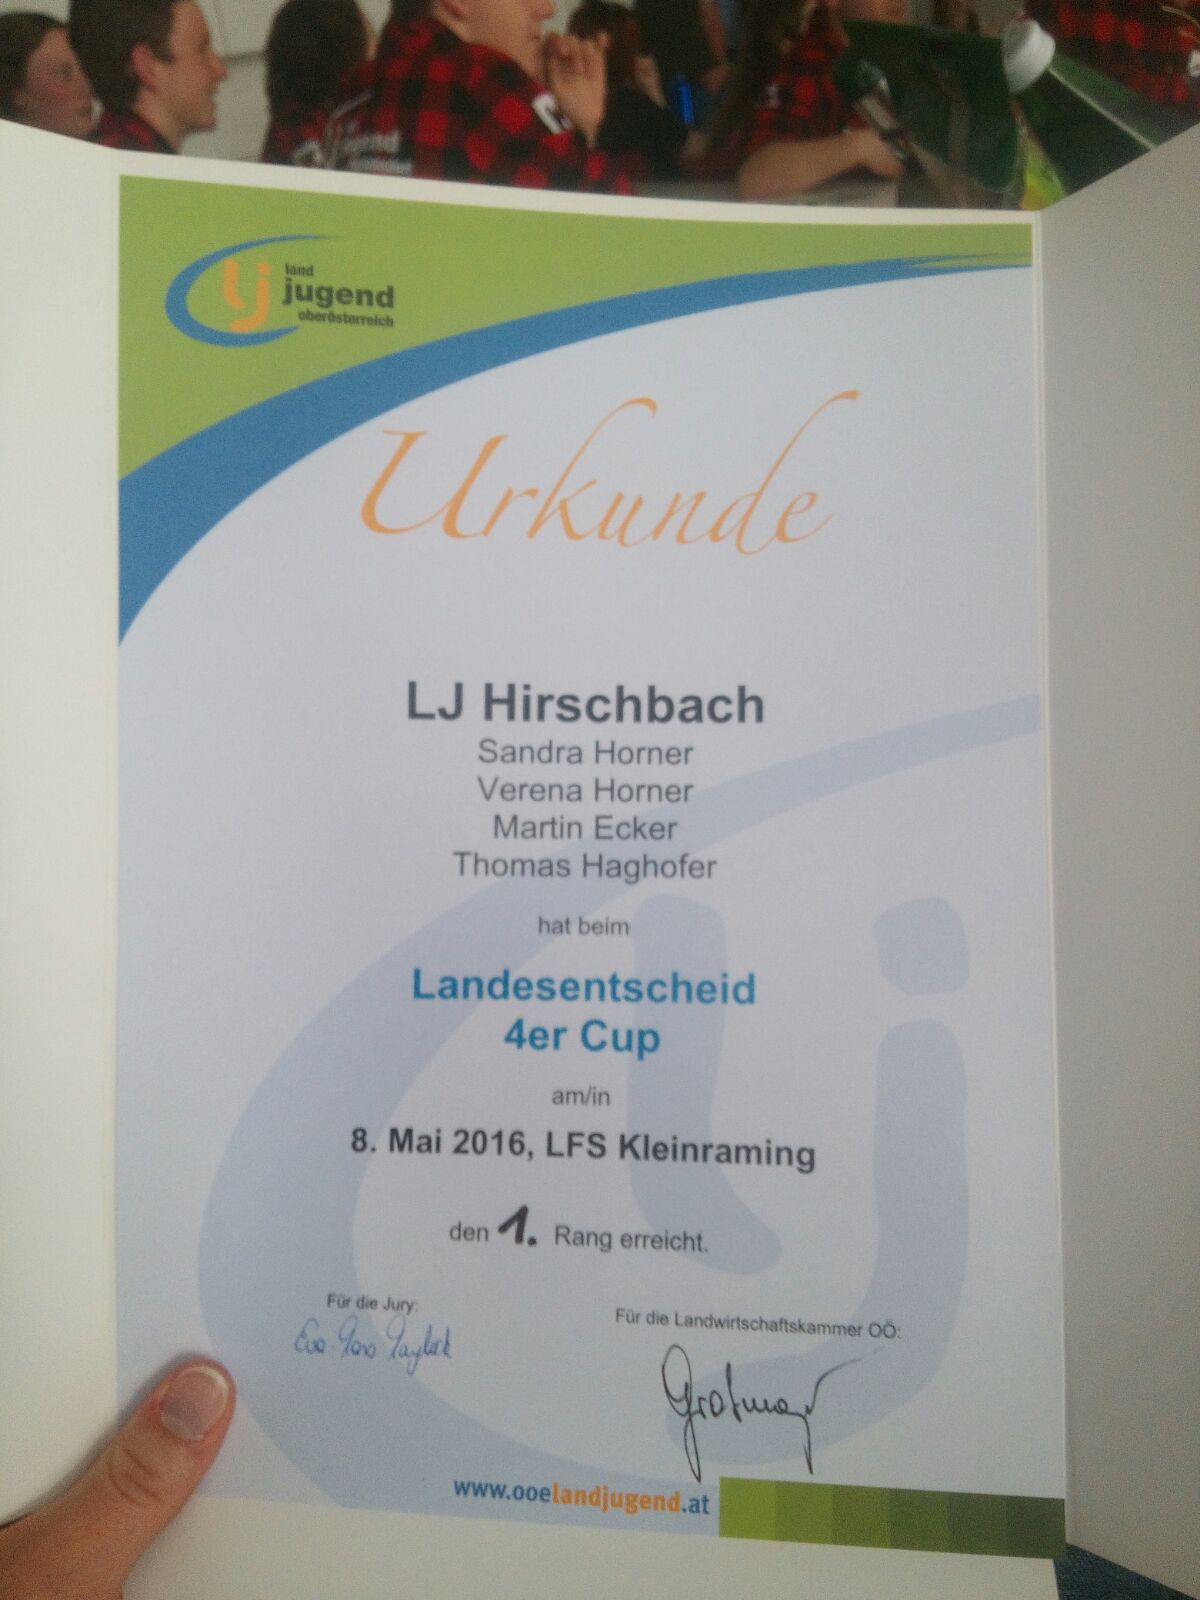 land
jugend
oberösterreich
Urkunde
LJ Hirschbach
Sandra Horner
Verena Horner
Martin Ecker
Thomas Haghofer
hat beim
Landesentscheid
4er Cup
am/in
8. Mai 2016, LFS Kleinraming
den 1. Rang erreicht.
Für die Jury:
Für die Landwirtschaftskammer OÖ:
www.ooelandjugend.at